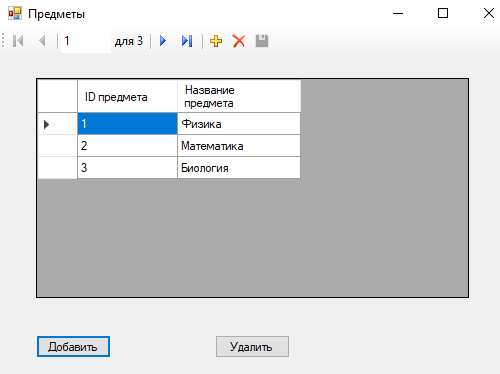 Предметы
1 для 3
ID предмета
Название
предмета
1 Физика
2 Математика
3 Биология
Добавить
Удалить